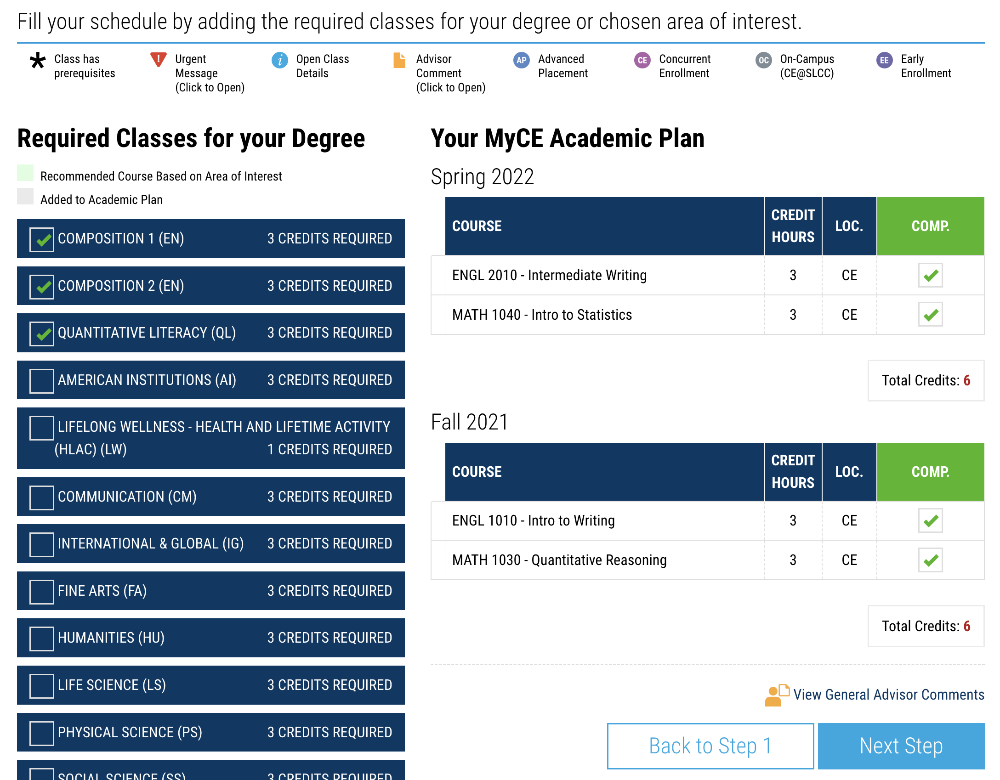 Fill your schedule by adding the required classes for your degree or chosen area of interest.
Class has
prerequisites
Urgent
Message
(Click to Open)
Open Class
Details
Advisor
Comment
(Click to Open)
AP
Advanced
Placement
CE
Concurrent
Enrollment
OC
On-Campus
(CE@SLCC)
EE
Early
Enrollment
Required Classes for your Degree
Recommended Course Based on Area of Interest
Added to Academic Plan
COMPOSITION 1 (EN) 3 CREDITS REQUIRED
COMPOSITION 2 (EN) 3 CREDITS REQUIRED
QUANTITATIVE LITERACY (QL) 3 CREDITS REQUIRED
AMERICAN INSTITUTIONS (AI) 3 CREDITS REQUIRED
LIFELONG WELLNESS - HEALTH AND LIFETIME ACTIVITY
(HLAC) (LW) 1 CREDITS REQUIRED
COMMUNICATION (CM) 3 CREDITS REQUIRED
INTERNATIONAL & GLOBAL (IG) 3 CREDITS REQUIRED
FINE ARTS (FA) 3 CREDITS REQUIRED
HUMANITIES (HU) 3 CREDITS REQUIRED
LIFE SCIENCE (LS) 3 CREDITS REQUIRED
PHYSICAL SCIENCE (PS) 3 CREDITS REQUIRED
SOCIAL SCIENCE (SS) 3 CREDITS REQUIRED
Your MyCE Academic Plan
Spring 2022
COURSE CREDIT HOURS LOC. COMP.
ENGL 2010 - Intermediate Writing 3 CE
MATH 1040 - Intro to Statistics 3 CE
Total Credits: 6
Fall 2021
COURSE CREDIT HOURS LOC. COMP.
ENGL 1010 - Intro to Writing 3 CE
MATH 1030 - Quantitative Reasoning 3 CE
Total Credits: 6
View General Advisor Comments
Back to Step 1
Next Step